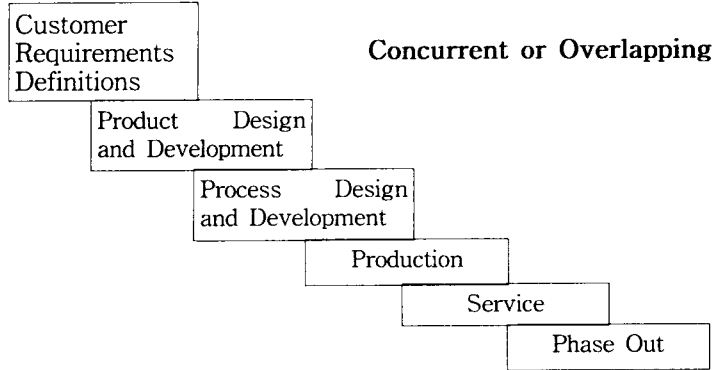 Customer
Requirements
Definitions
Concurrent or Overlapping
Product Design
and Development
Process Design
and Development
Production
Service
Phase Out